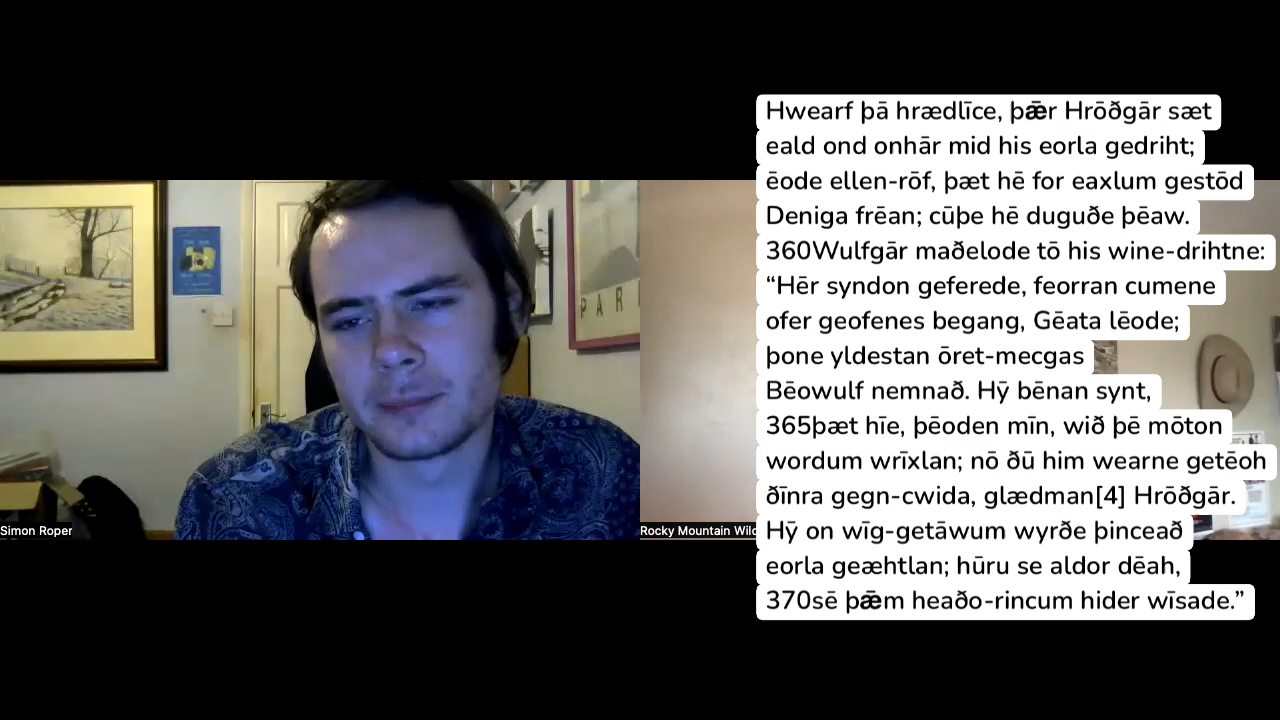 Hwearf þā hrædlīce, þǣr Hrōðgār sæt
eald ond onhār mid his eorla gedriht;
ēode ellen-rōf, þæt hē for eaxlum gestōd
Deniga frēan; cūþe hē duguðe þēaw.
360Wulfgār maðelode tō his wine-drihtne:
“Hēr syndon geferede, feorran cumene
ofer geofenes begang, Gēata lēode;
þone yldestan ōret-mecgas
Bēowulf nemnað. Hȳ bēnan synt,
365þæt hīe, þēoden mīn, wið þē mōton
wordum wrīxlan; nō ðū him wearne getēoh
ðīnra gegn-cwida, glædman[4] Hrōðgār.
Hȳ on wīg-getāwum wyrðe þinceað
eorla geæhtlan; hūru se aldor dēah,
370sē þǣm heaðo-rincum hider wīsade.”
PARI
Simon Roper
Rocky Mountain Wild